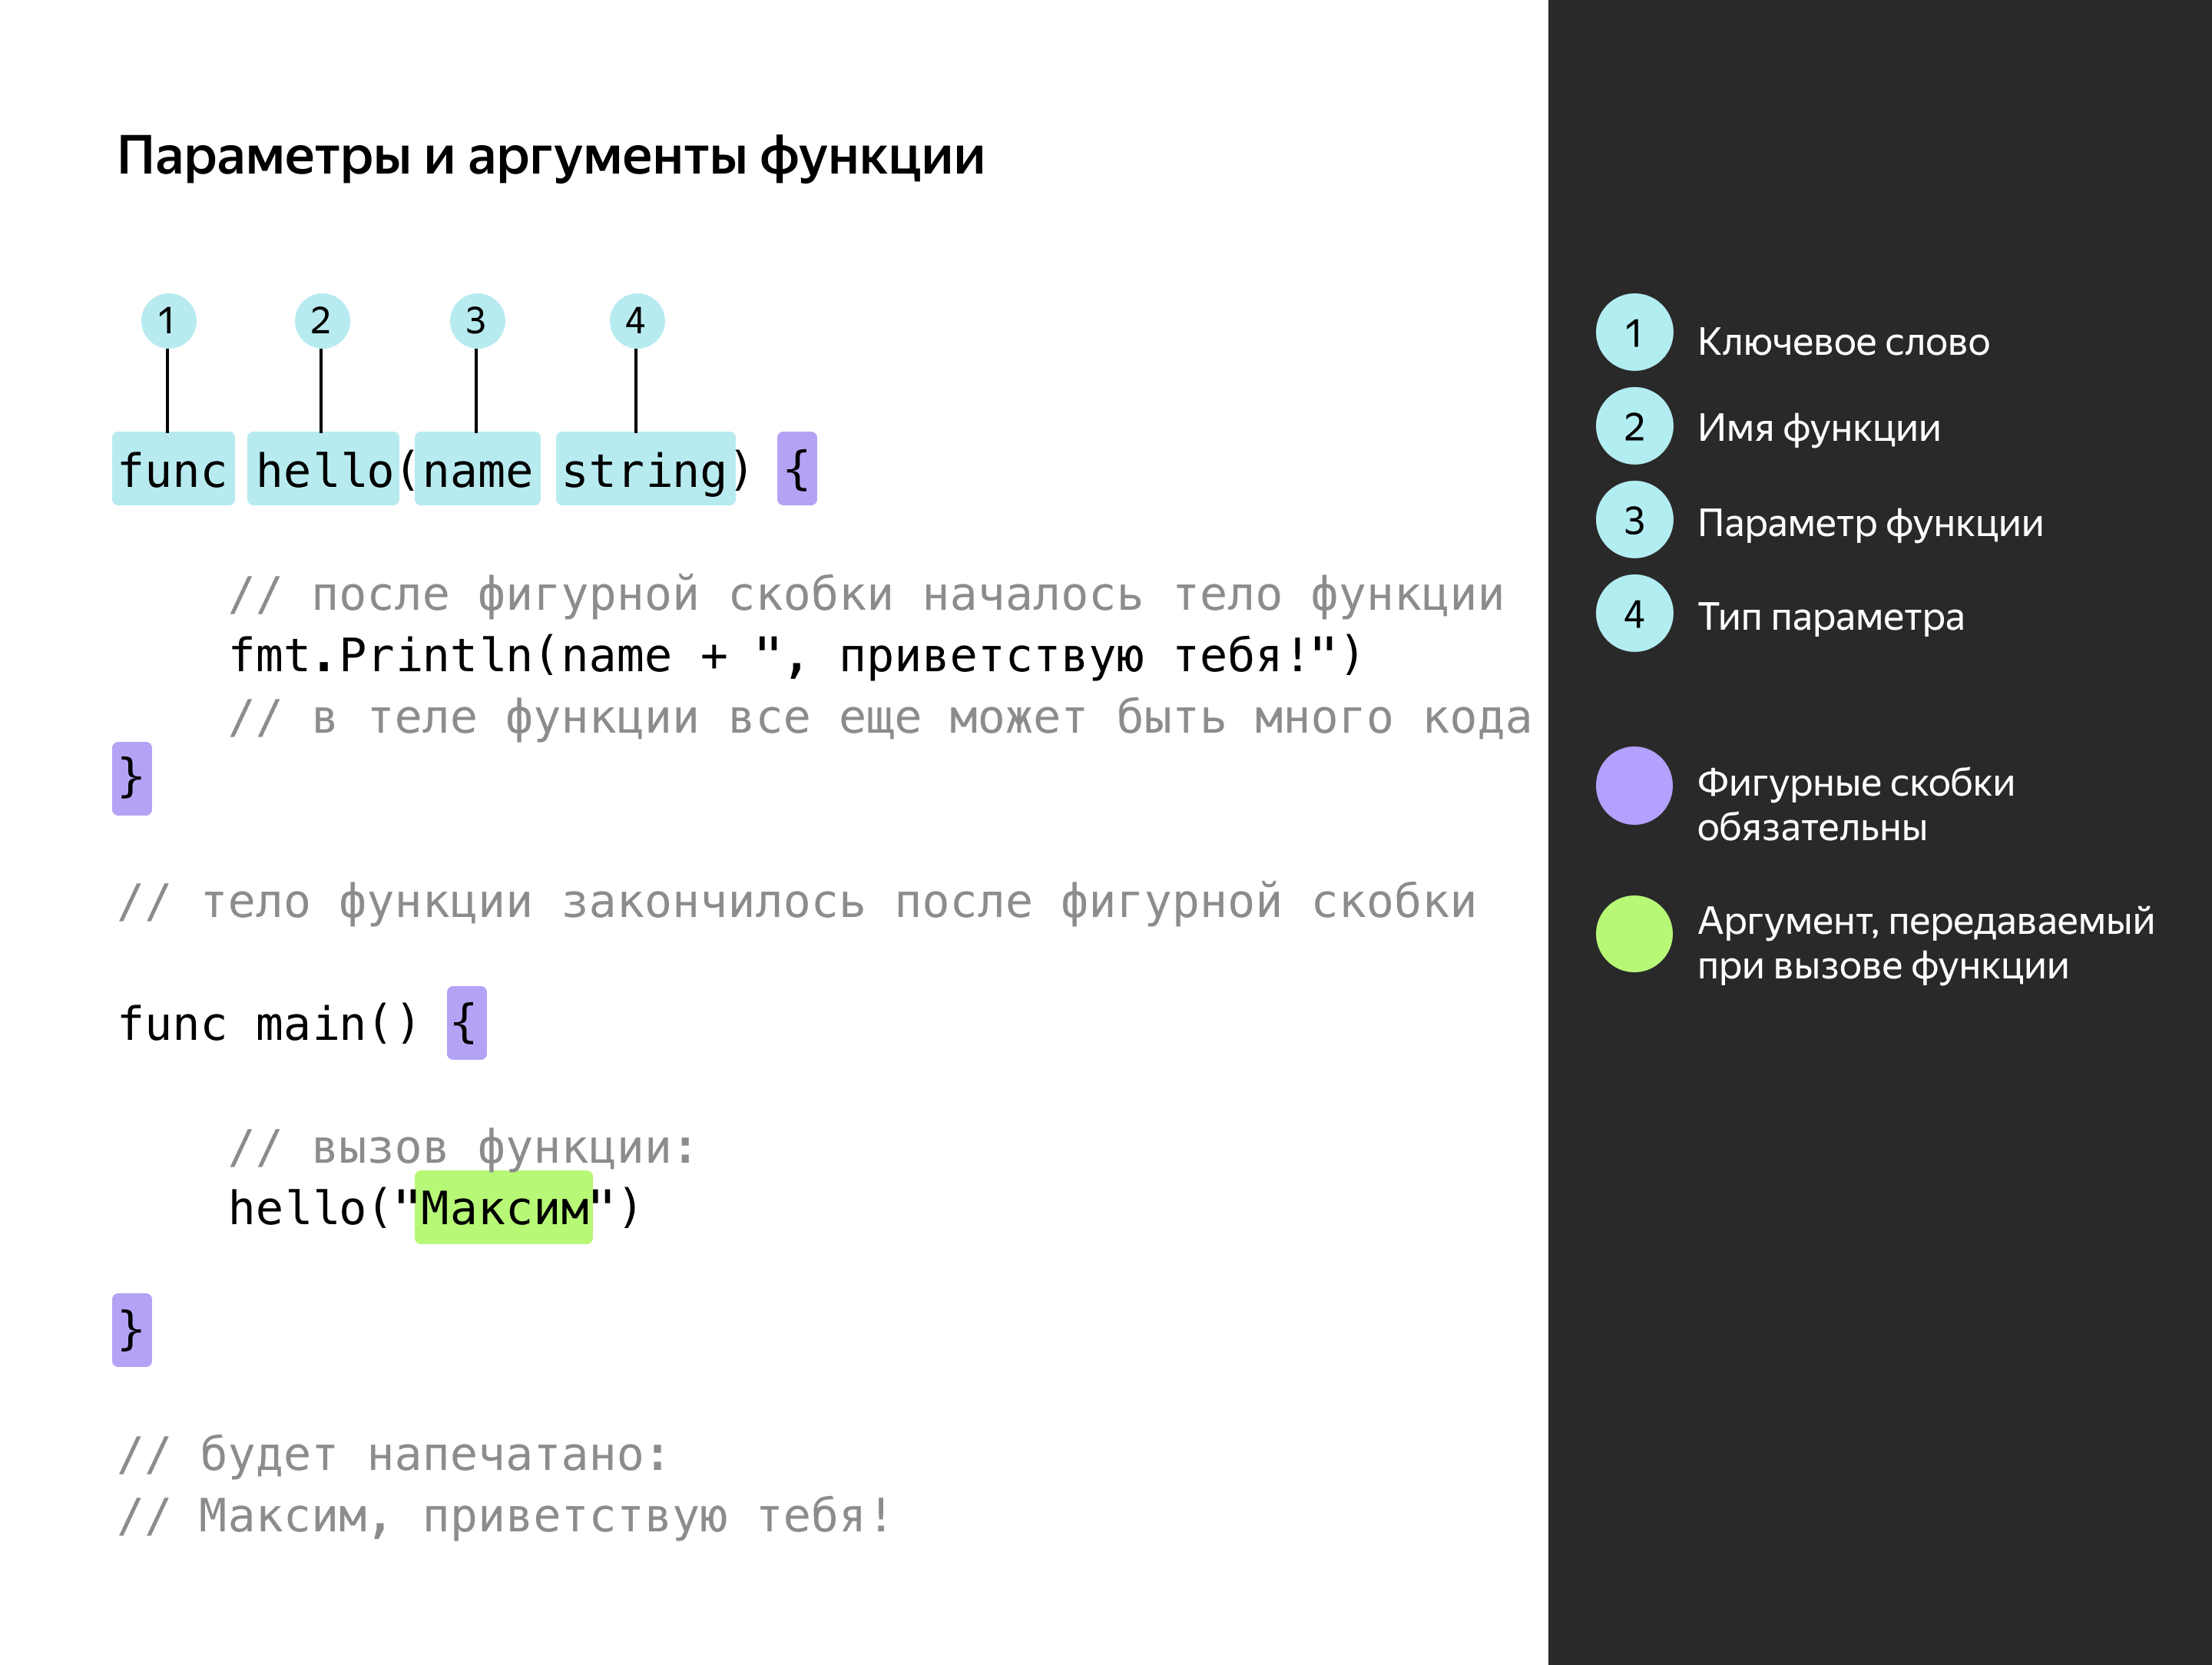 Параметры и аргументы функции
1 2 3 4
func hello(name string) {
// после фигурной скобки началось тело функции
fmt.Println(name + ", приветствую тебя!")
// в теле функции все еще может быть много кода
}
// тело функции закончилось после фигурной скобки
func main() {
// вызов функции:
hello("Максим")
}
// будет напечатано:
// Максим, приветствую тебя!
1 Ключевое слово
2 Имя функции
3 Параметр функции
4 Тип параметра
Фигурные скобки
обязательны
Аргумент, передаваемый
при вызове функции